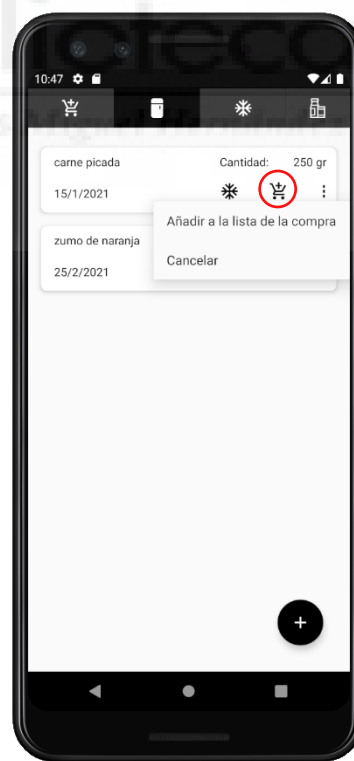 10:47
carne picada Cantidad: 250 gr
15/1/2021
Añadir a la lista de la compra
zumo de naranja
Cancelar
25/2/2021